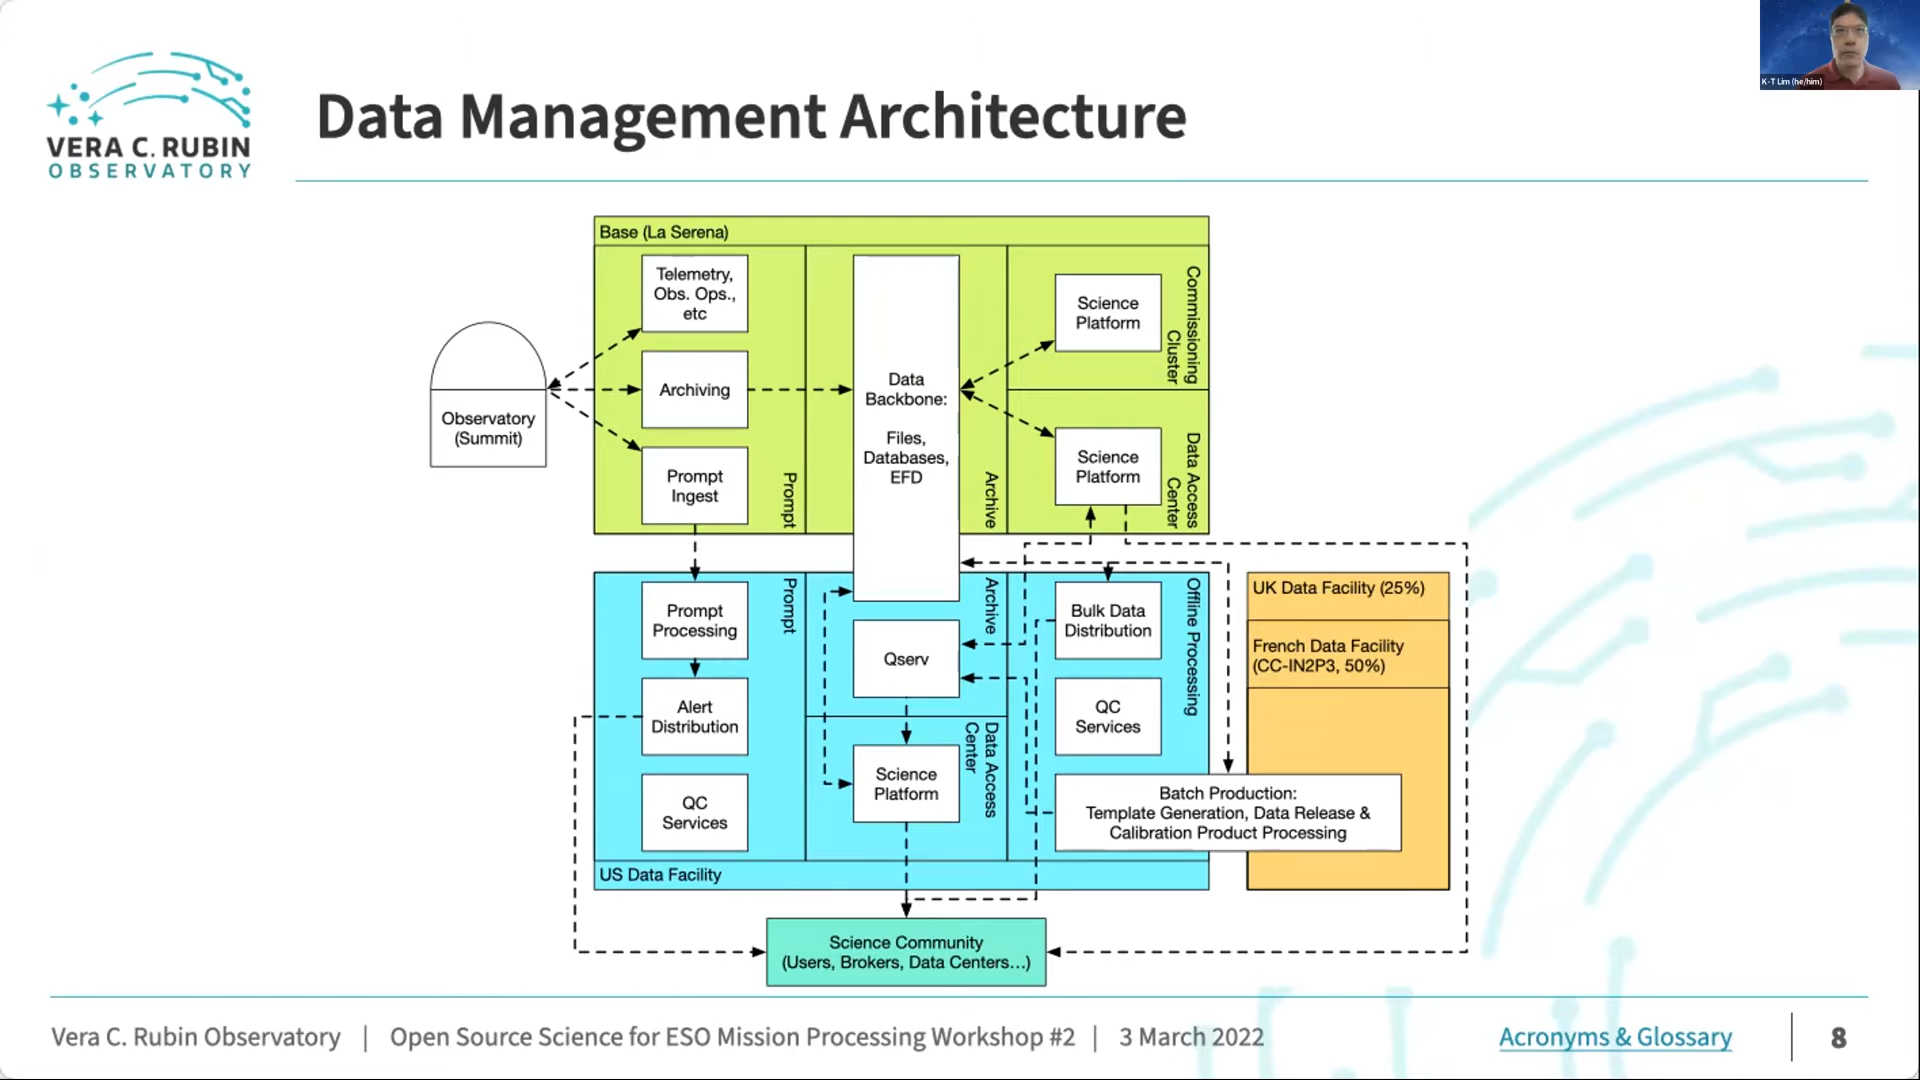 K-T Lim (he/him)
VERA C. RUBIN
OBSERVATORY
Data Management Architecture
Base (La Serena)
Telemetry,
Obs. Ops.,
etc
Archiving
Prompt
Ingest
Prompt
Observatory
(Summit)
Data
Backbone:
Files,
Databases,
EFD
Archive
Science
Platform
Commissioning
Cluster
Science
Platform
Data Access
Center
Prompt
Processing
Prompt
Alert
Distribution
QC
Services
Archive
Qserv
Science
Platform
Data Access
Center
Bulk Data
Distribution
Offline Processing
QC
Services
Batch Production:
Template Generation, Data Release &
Calibration Product Processing
UK Data Facility (25%)
French Data Facility
(CC-IN2P3, 50%)
US Data Facility
Science Community
(Users, Brokers, Data Centers...)
Vera C. Rubin Observatory | Open Source Science for ESO Mission Processing Workshop #2 | 3 March 2022
Acronyms & Glossary
8